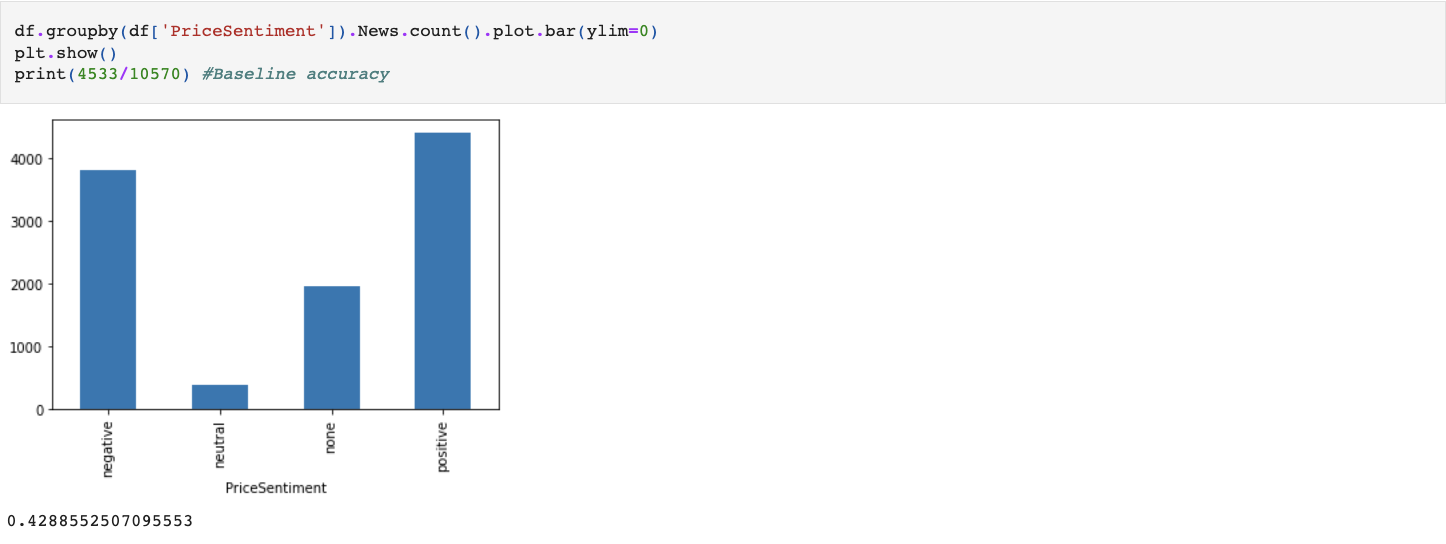 df.groupby(df['PriceSentiment']).News.count().plot.bar(ylim=0)
plt.show()
print(4533/10570) #Baseline accuracy
4000
3000
2000
1000
0
negative
neutral
none
positive
PriceSentiment
0.4288552507095553